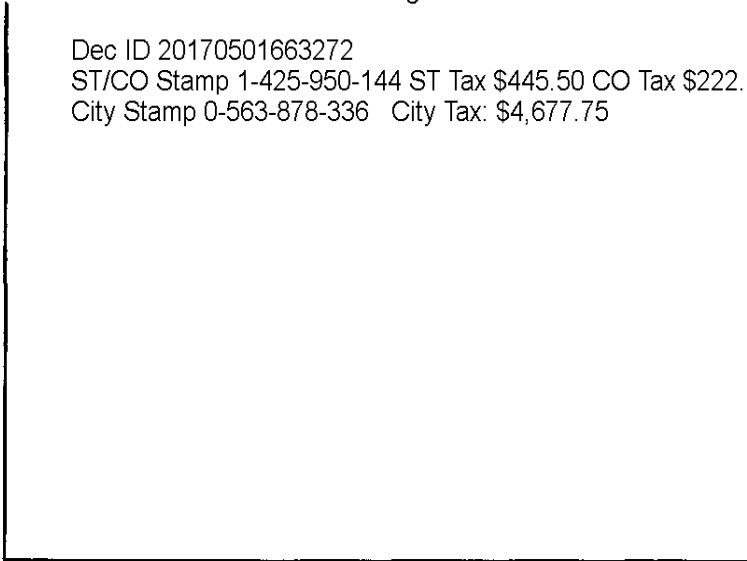 Dec ID 20170501663272
ST/CO Stamp 1-425-950-144 ST Tax $445.50 CO Tax $222.
City Stamp 0-563-878-336 City Tax: $4,677.75